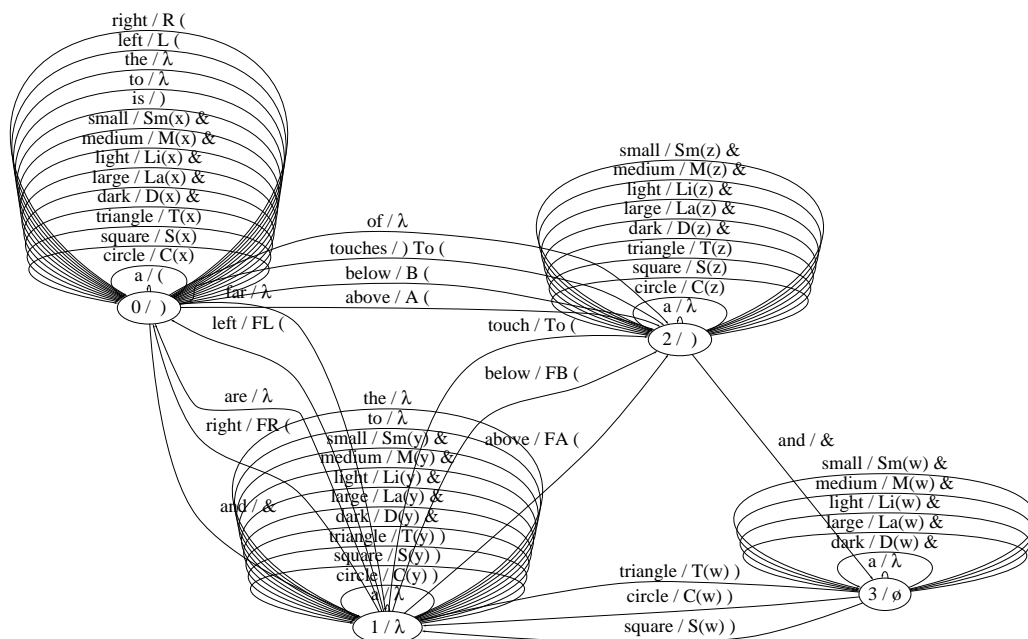 right / R (
left / L (
the / λ
to / λ
is / )
small / Sm(x) &
medium / M(x) &
light / Li(x) &
large / La(x) &
dark / D(x) &
triangle / T(x)
square / S(x)
circle / C(x)
a / (
0 / )
small / Sm(z) &
medium / M(z) &
light / Li(z) &
large / La(z) &
dark / D(z) &
triangle / T(z)
square / S(z)
circle / C(z)
a / λ
2 / )
of / λ
touches / ) To (
below / B (
above / A (
far / λ
left / FL (
touch / To (
below / FB (
above / FA (
are / λ
right / FR (
and / &
the / λ
to / λ
small / Sm(y) &
medium / M(y) &
light / Li(y) &
large / La(y) &
dark / D(y) &
triangle / T(y) )
square / S(y) )
circle / C(y) )
a / λ
1 / λ
and / &
small / Sm(w) &
medium / M(w) &
light / Li(w) &
large / La(w) &
dark / D(w) &
a / λ
3 / ø
triangle / T(w) )
circle / C(w) )
square / S(w) )